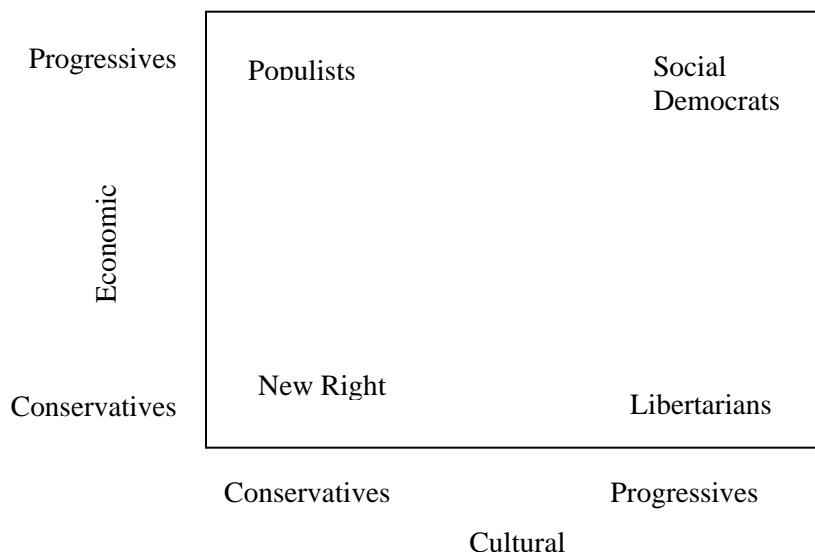 Progressives
Populists
Social
Democrats
Economic
New Right
Conservatives
Libertarians
Conservatives
Progressives
Cultural